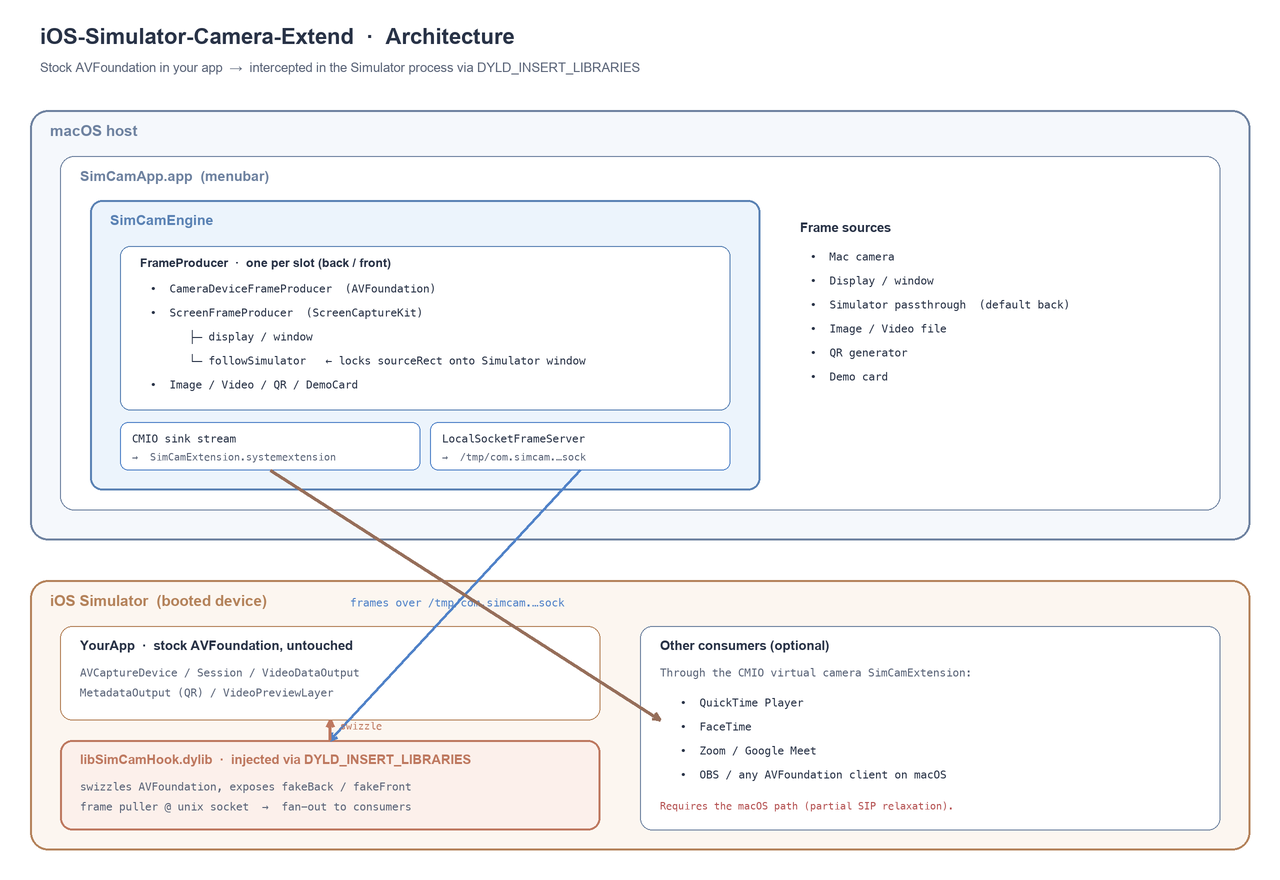 iOS-Simulator-Camera-Extend · Architecture
Stock AVFoundation in your app → intercepted in the Simulator process via DYLD_INSERT_LIBRARIES
macOS host
SimCamApp.app (menubar)
SimCamEngine
FrameProducer · one per slot (back / front)
• CameraDeviceFrameProducer (AVFoundation)
• ScreenFrameProducer (ScreenCaptureKit)
├─ display / window
└─ followSimulator ← locks sourceRect onto Simulator window
• Image / Video / QR / DemoCard
CMIO sink stream
→ SimCamExtension.systemextension
LocalSocketFrameServer
→ /tmp/com.simcam.…sock
Frame sources
• Mac camera
• Display / window
• Simulator passthrough (default back)
• Image / Video file
• QR generator
• Demo card
iOS Simulator (booted device)
frames over /tmp/com.simcam.…sock
YourApp · stock AVFoundation, untouched
AVCaptureDevice / Session / VideoDataOutput
MetadataOutput (QR) / VideoPreviewLayer
swizzle
libSimCamHook.dylib · injected via DYLD_INSERT_LIBRARIES
swizzles AVFoundation, exposes fakeBack / fakeFront
frame puller @ unix socket → fan-out to consumers
Other consumers (optional)
Through the CMIO virtual camera SimCamExtension:
• QuickTime Player
• FaceTime
• Zoom / Google Meet
• OBS / any AVFoundation client on macOS
Requires the macOS path (partial SIP relaxation).